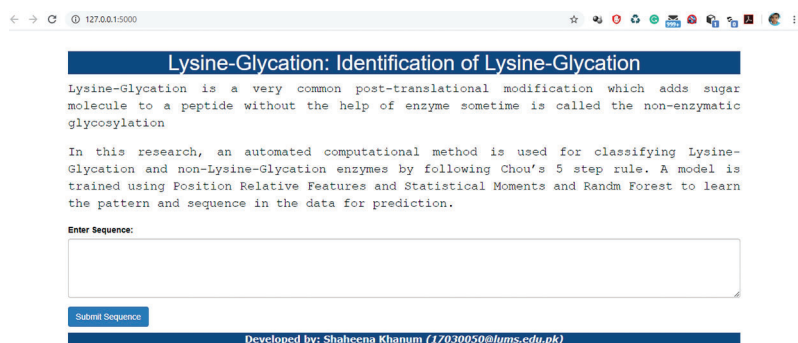 127.0.0.1:5000
999+
Lysine-Glycation: Identification of Lysine-Glycation
Lysine-Glycation is a very common post-translational modification which adds sugar
molecule to a peptide without the help of enzyme sometime is called the non-enzymatic
glycosylation
In this research, an automated computational method is used for classifying Lysine-
Glycation and non-Lysine-Glycation enzymes by following Chou's 5 step rule. A model is
trained using Position Relative Features and Statistical Moments and Randm Forest to learn
the pattern and sequence in the data for prediction.
Enter Sequence:
Submit Sequence
Developed by: Shaheena Khanum (17030050@lums.edu.pk)